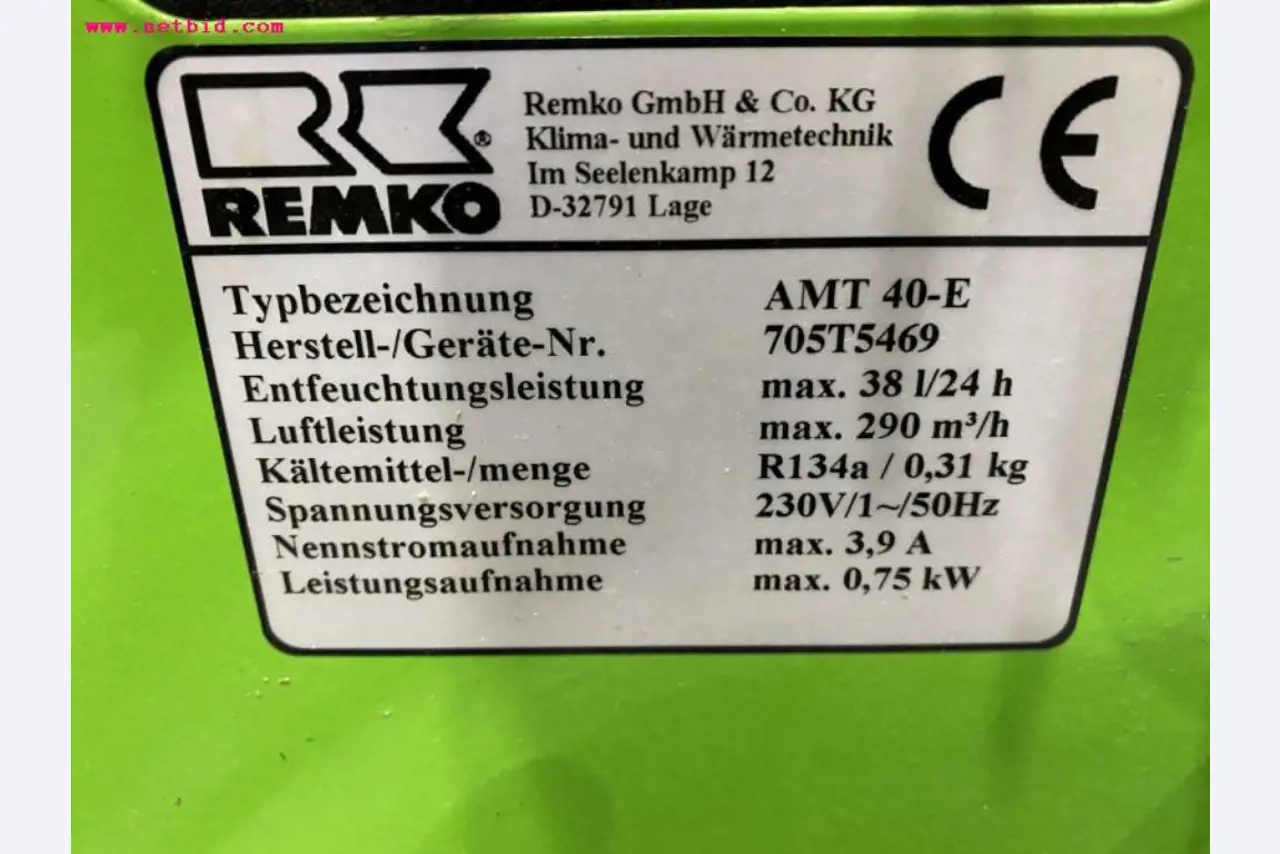 www.netbid.com
REMKO
®
Remko GmbH & Co. KG
Klima- und Wärmetechnik
Im Seelenkamp 12
D-32791 Lage
CE
Typbezeichnung AMT 40-E
Herstell-/Geräte-Nr. 705T5469
Entfeuchtungsleistung max. 38 l/24 h
Luftleistung max. 290 m³/h
Kältemittel-/menge R134a / 0,31 kg
Spannungsversorgung 230V/1~/50Hz
Nennstromaufnahme max. 3,9 A
Leistungsaufnahme max. 0,75 kW